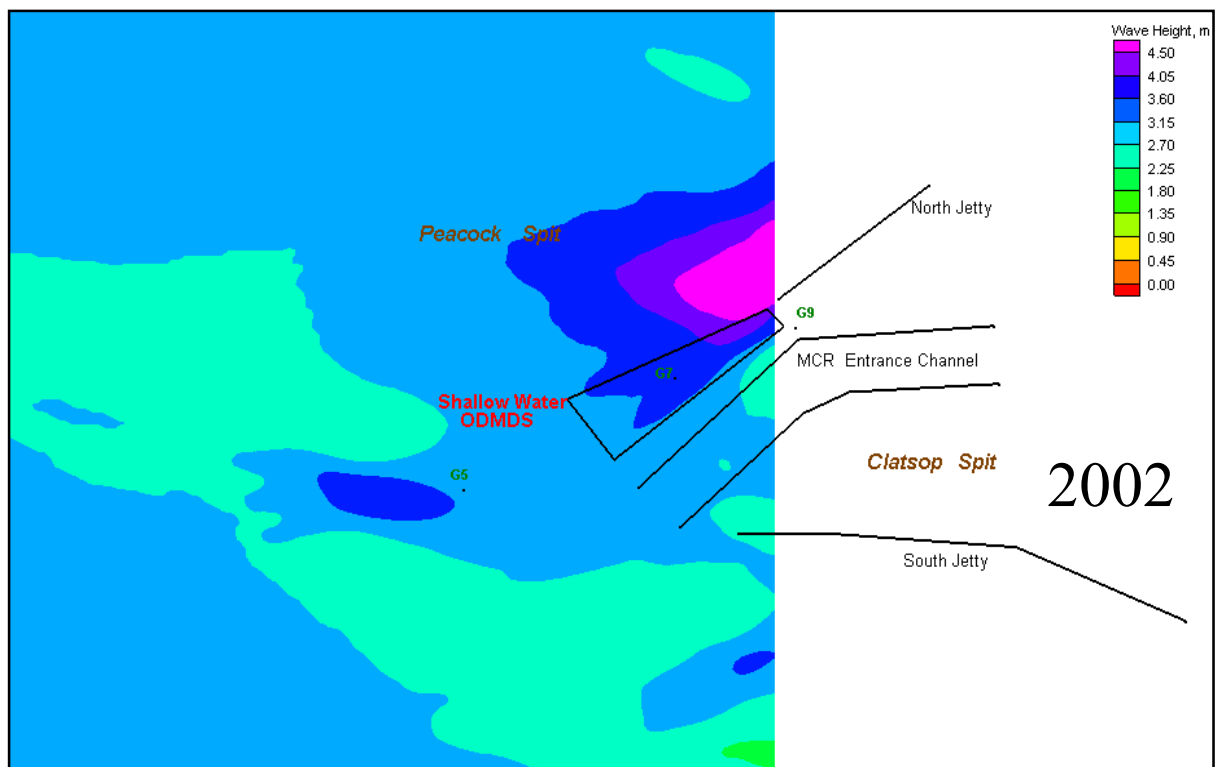 Wave Height, m
4.50
4.05
3.60
3.15
2.70
2.25
1.80
1.35
0.90
0.45
0.00
North Jetty
Peacock Spit
G9
MCR Entrance Channel
G7
Shallow Water
ODMDS
Clatsop Spit
G5
2002
South Jetty